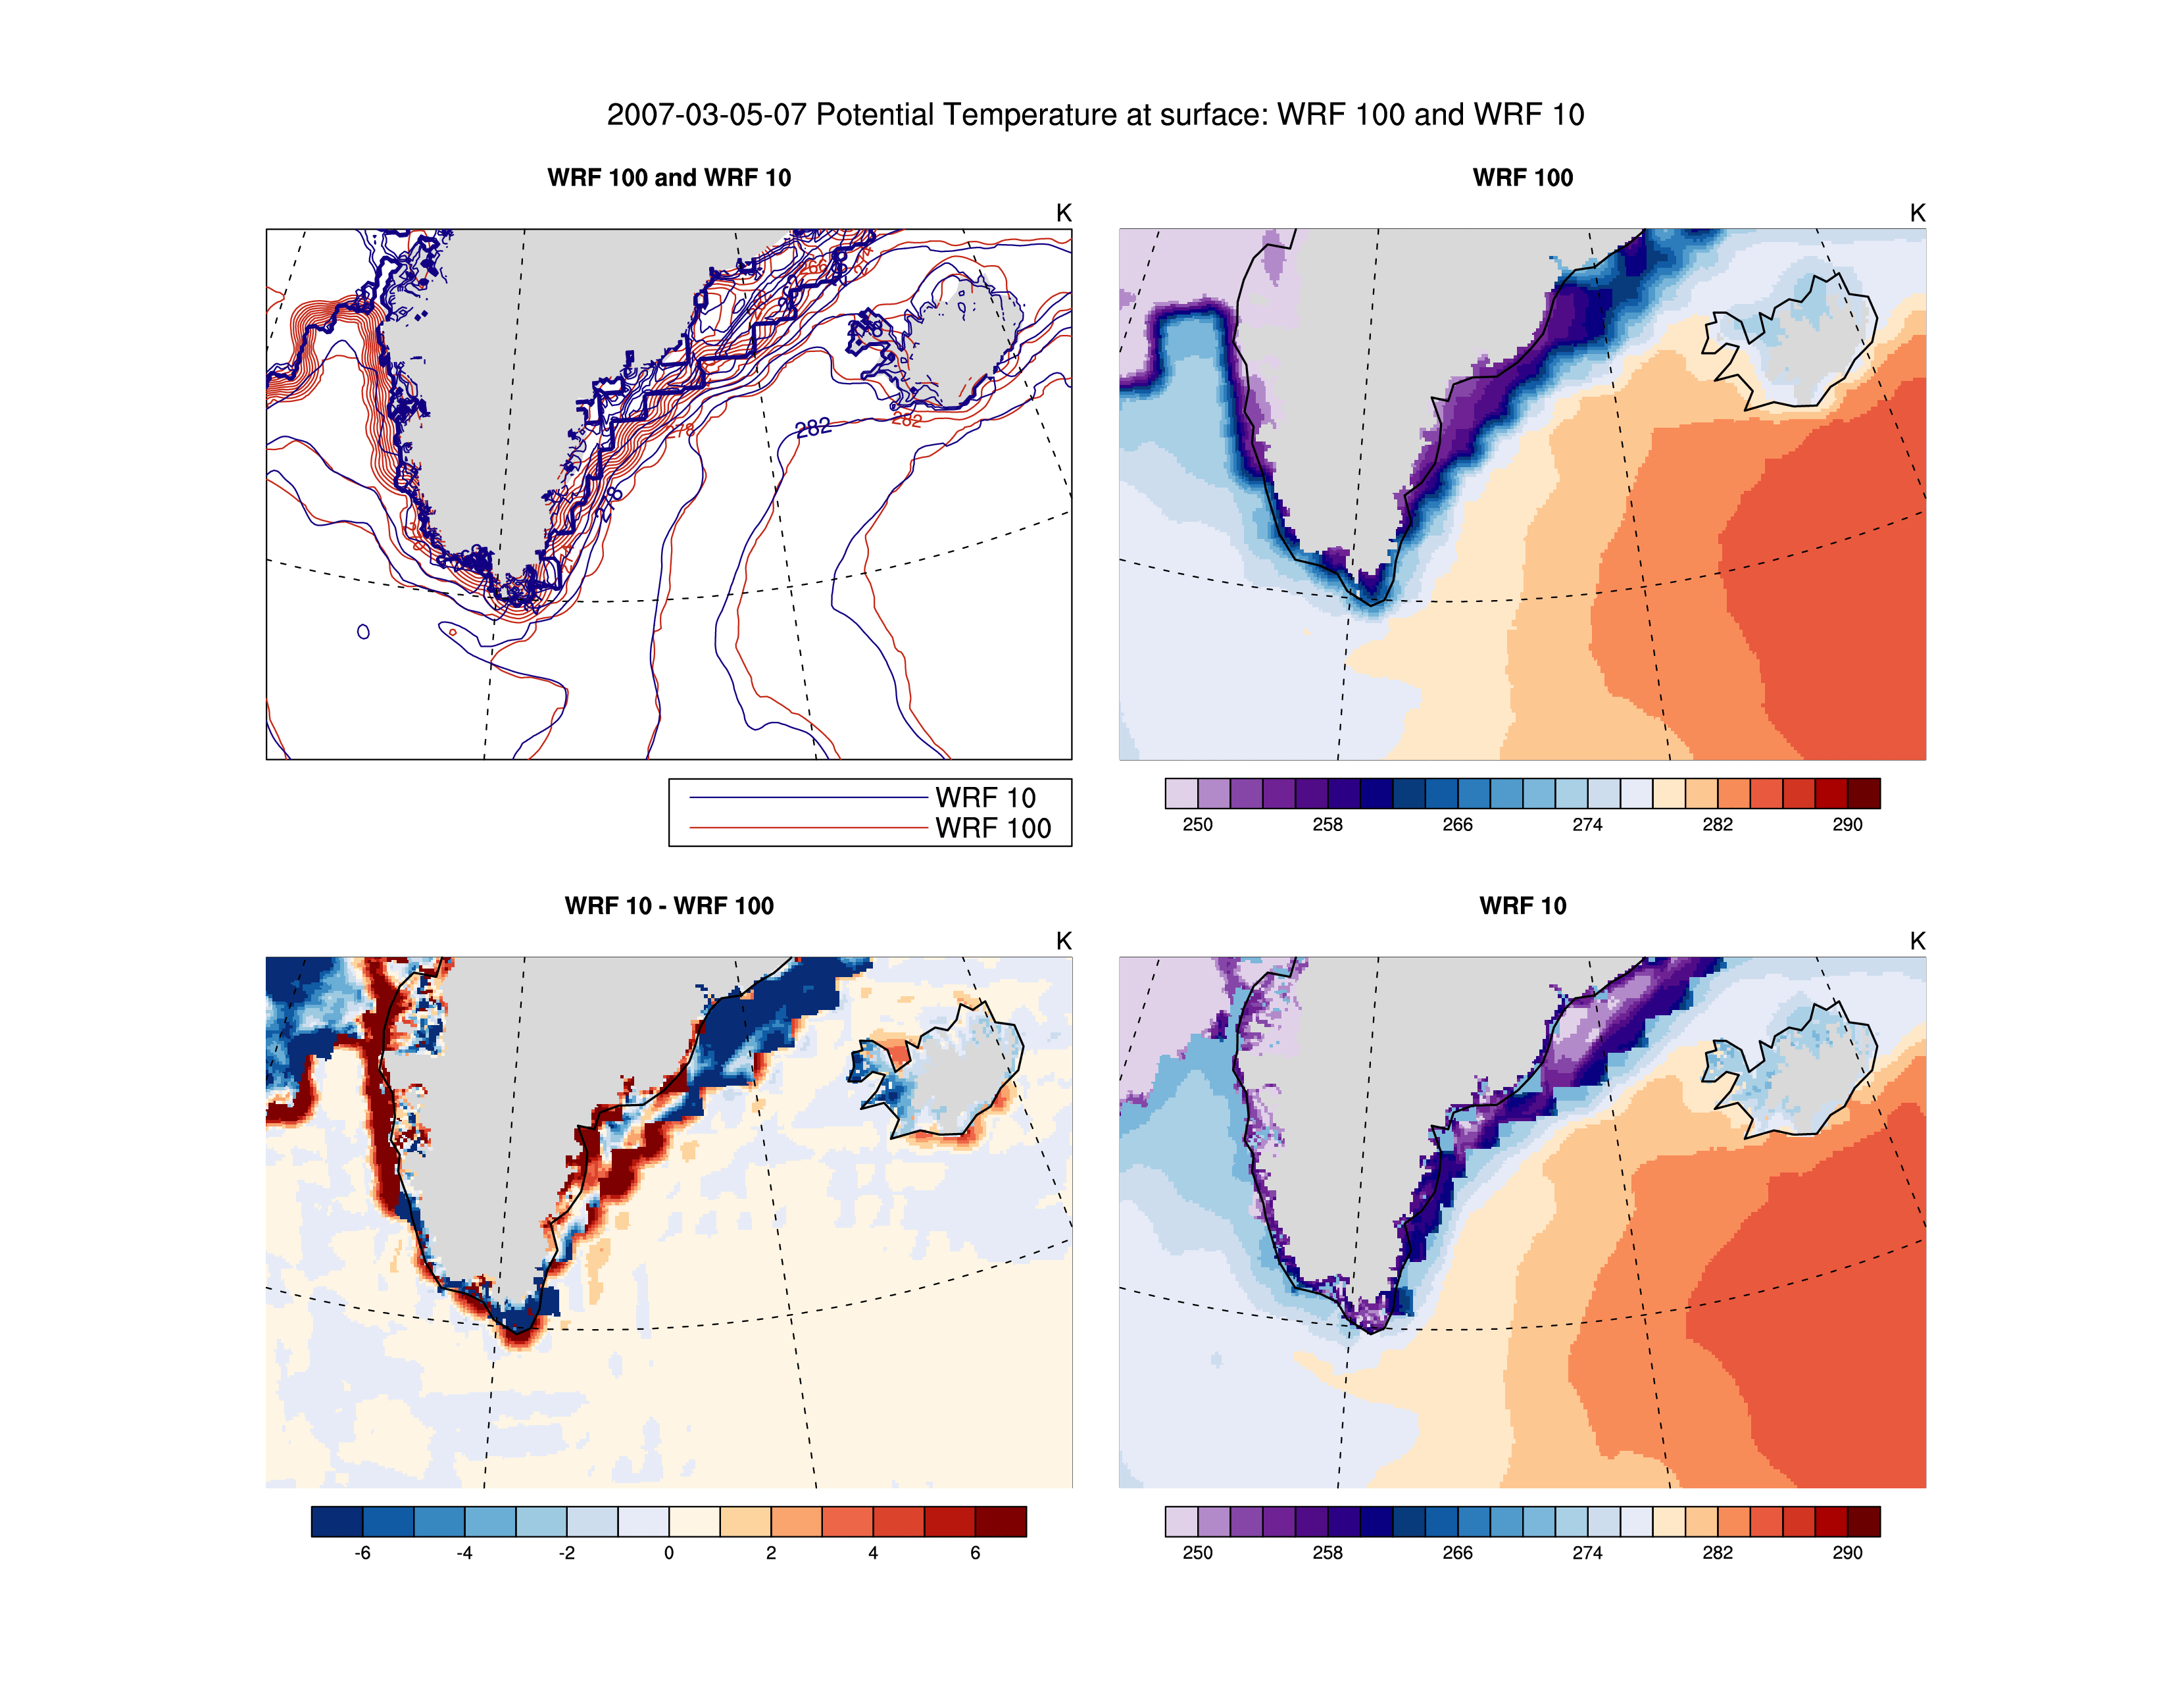 2007-03-05-07 Potential Temperature at surface: WRF 100 and WRF 10
WRF 100 and WRF 10
K
278
282
282
278
WRF 10
WRF 100
WRF 100
K
250 258 266 274 282 290
WRF 10 - WRF 100
K
-6 -4 -2 0 2 4 6
WRF 10
K
250 258 266 274 282 290